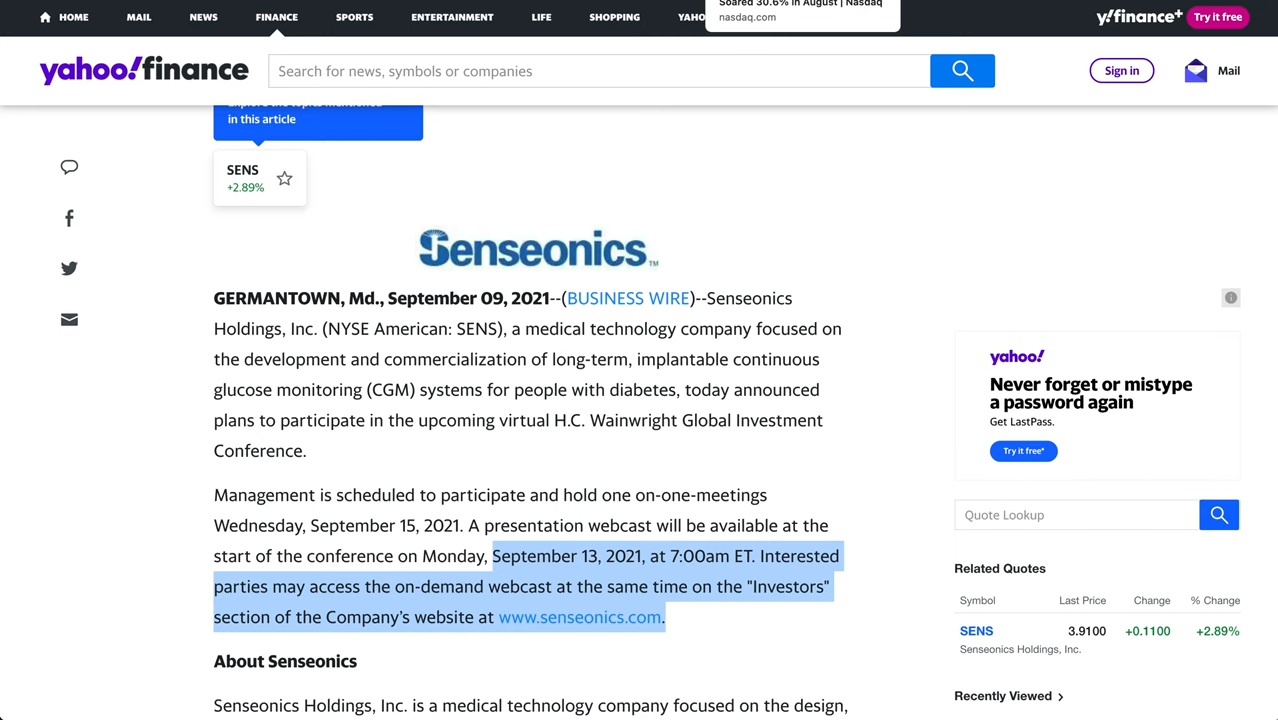 HOME MAIL NEWS FINANCE SPORTS ENTERTAINMENT LIFE SHOPPING YAHO
Soared 30.6% in August | Nasdaq
nasdaq.com
y!finance+ Try it free
yahoo!finance
Search for news, symbols or companies
Sign in
Mail
in this article
SENS
+2.89%
Senseonics™
GERMANTOWN, Md., September 09, 2021--(BUSINESS WIRE)--Senseonics
Holdings, Inc. (NYSE American: SENS), a medical technology company focused on
the development and commercialization of long-term, implantable continuous
glucose monitoring (CGM) systems for people with diabetes, today announced
plans to participate in the upcoming virtual H.C. Wainwright Global Investment
Conference.
Management is scheduled to participate and hold one on-one-meetings
Wednesday, September 15, 2021. A presentation webcast will be available at the
start of the conference on Monday, September 13, 2021, at 7:00am ET. Interested
parties may access the on-demand webcast at the same time on the "Investors"
section of the Company's website at www.senseonics.com.
About Senseonics
Senseonics Holdings, Inc. is a medical technology company focused on the design,
yahoo!
Never forget or mistype
a password again
Get LastPass.
Try it free*
Quote Lookup
Related Quotes
Symbol Last Price Change % Change
SENS 3.9100 +0.1100 +2.89%
Senseonics Holdings, Inc.
Recently Viewed >